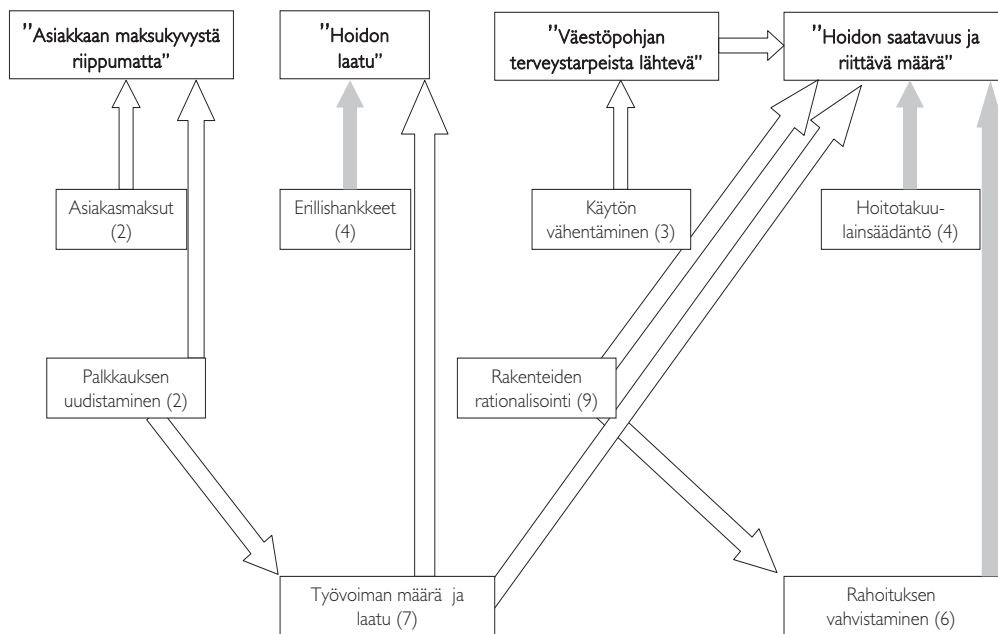 ”Asiakkaan maksukyvystä
riippumatta”
”Hoidon
laatu”
”Väestöpohjan
terveystarpeista lähtevä”
”Hoidon saatavuus ja
riittävä määrä”
Asiakasmaksut
(2)
Erillishankkeet
(4)
Käytön
vähentäminen (3)
Hoitotakuu-
lainsäädäntö (4)
Palkkauksen
uudistaminen (2)
Rakenteiden
rationalisointi (9)
Työvoiman määrä ja
laatu (7)
Rahoituksen
vahvistaminen (6)